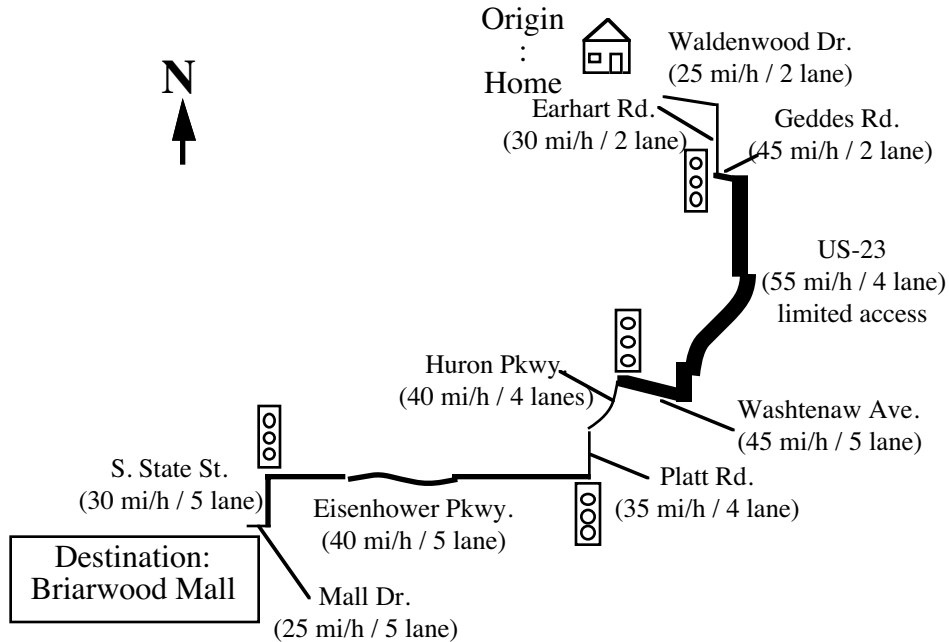 Origin
:
Home
Waldenwood Dr.
(25 mi/h / 2 lane)
N
Earhart Rd.
(30 mi/h / 2 lane)
Geddes Rd.
(45 mi/h / 2 lane)
US-23
(55 mi/h / 4 lane)
limited access
Huron Pkwy.
(40 mi/h / 4 lanes)
Washtenaw Ave.
(45 mi/h / 5 lane)
S. State St.
(30 mi/h / 5 lane)
Eisenhower Pkwy.
(40 mi/h / 5 lane)
Platt Rd.
(35 mi/h / 4 lane)
Destination:
Briarwood Mall
Mall Dr.
(25 mi/h / 5 lane)